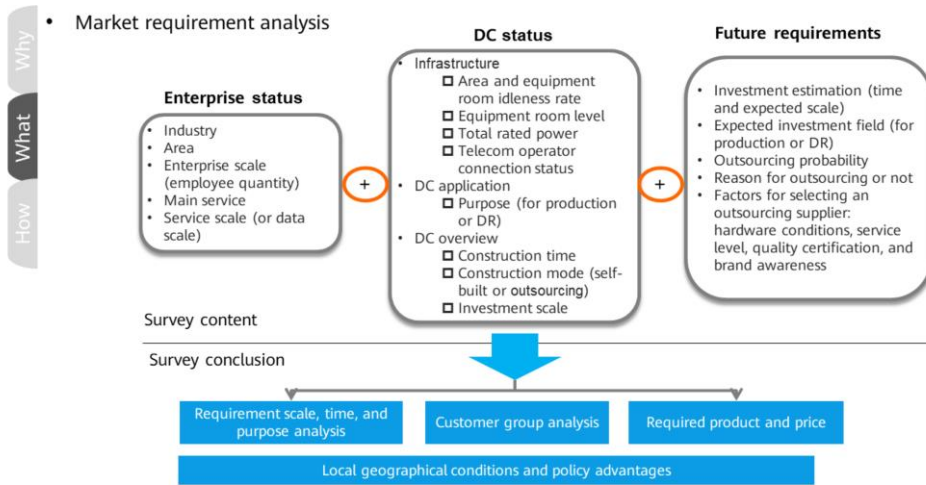 • Market requirement analysis
Why
What
How
Enterprise status
• Industry
• Area
• Enterprise scale
(employee quantity)
• Main service
• Service scale (or data
scale)
+
DC status
• Infrastructure
❑ Area and equipment
room idleness rate
❑ Equipment room level
❑ Total rated power
❑ Telecom operator
connection status
• DC application
❑ Purpose (for production
or DR)
• DC overview
❑ Construction time
❑ Construction mode (self-
built or outsourcing)
❑ Investment scale
+
Future requirements
• Investment estimation (time
and expected scale)
• Expected investment field (for
production or DR)
• Outsourcing probability
• Reason for outsourcing or not
• Factors for selecting an
outsourcing supplier:
hardware conditions, service
level, quality certification, and
brand awareness
Survey content
Survey conclusion
Requirement scale, time, and
purpose analysis
Customer group analysis
Required product and price
Local geographical conditions and policy advantages